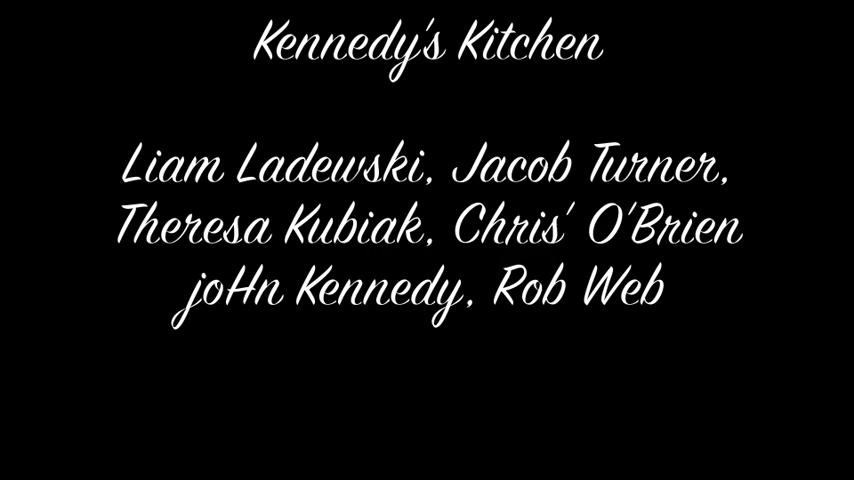 Kennedy's Kitchen
Liam Ladewski, Jacob Turner,
Theresa Kubiak, Chris' O'Brien
joHn Kennedy, Rob Web